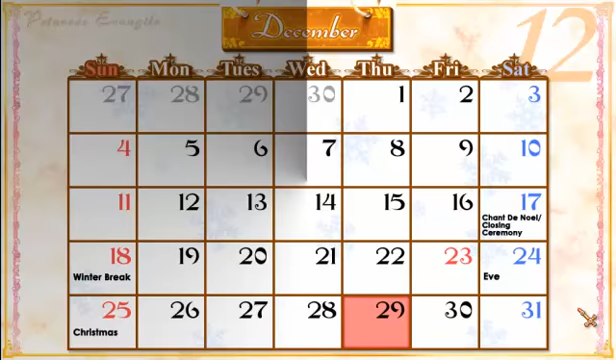 Princess Evangile
December
12
Sun Mon Tues Wed Thu Fri Sat
27 28 29 30 1 2 3
4 5 6 7 8 9 10
11 12 13 14 15 16 17
Chant De Noel/
Closing
Ceremony
18 19 20 21 22 23 24
Winter Break Eve
25 26 27 28 29 30 31
Christmas